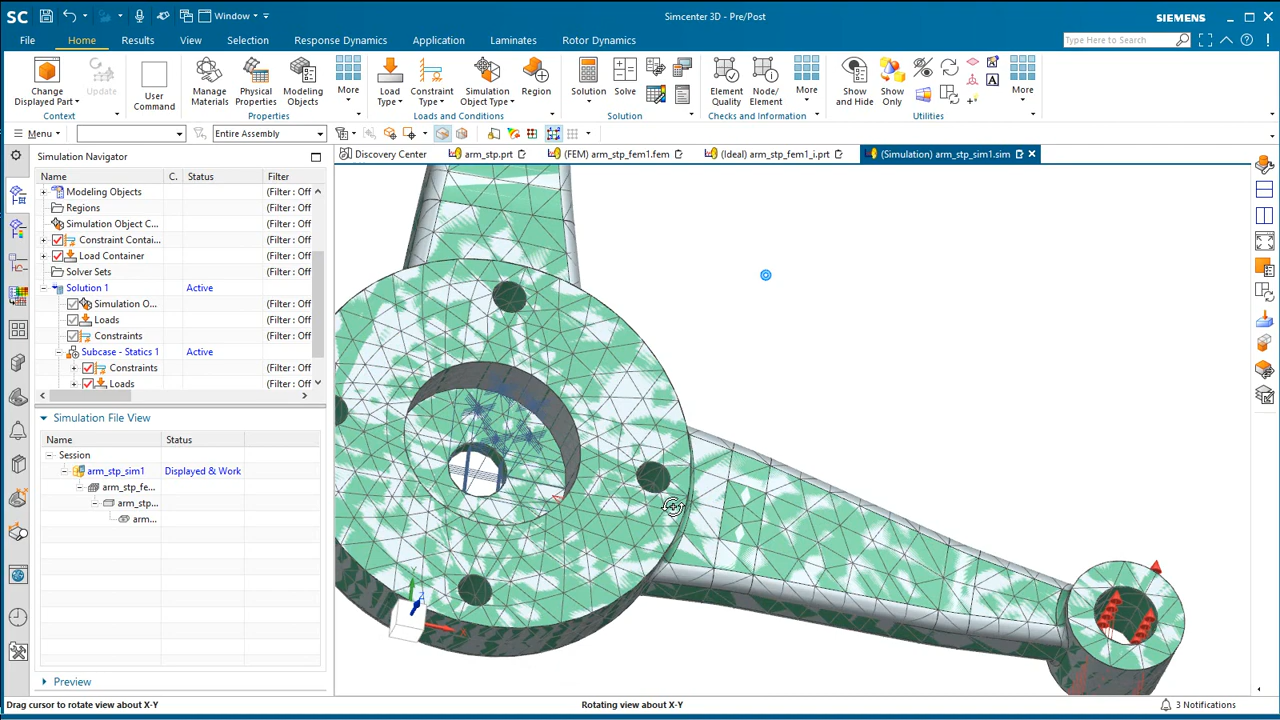 SC Window Simcenter 3D - Pre/Post SIEMENS
File Home Results View Selection Response Dynamics Application Laminates Rotor Dynamics Type Here to Search
Change Displayed Part Update User Command Manage Materials Physical Properties Modeling Objects More Load Type Constraint Type Simulation Object Type Region Solution Solve Element Quality Node/Element More Show and Hide Show Only More
Context Properties Loads and Conditions Solution Checks and Information Utilities
Menu Entire Assembly
Simulation Navigator Discovery Center arm_stp.prt (FEM) arm_stp_fem1.fem (Ideal) arm_stp_fem1_i.prt (Simulation) arm_stp_sim1.sim
Name C. Status Filter
Modeling Objects (Filter : Off
Regions (Filter : Off
Simulation Object C... (Filter : Off
Constraint Contai... (Filter : Off
Load Container (Filter : Off
Solver Sets (Filter : Off
Solution 1 Active (Filter : Off
Simulation O... (Filter : Off
Loads (Filter : Off
Constraints (Filter : Off
Subcase - Statics 1 Active (Filter : Off
Constraints (Filter : Off
Loads (Filter : Off
Simulation File View
Name Status
Session
arm_stp_sim1 Displayed & Work
arm_stp_fe...
arm_stp...
arm...
Preview
Drag cursor to rotate view about X-Y Rotating view about X-Y 3 Notifications